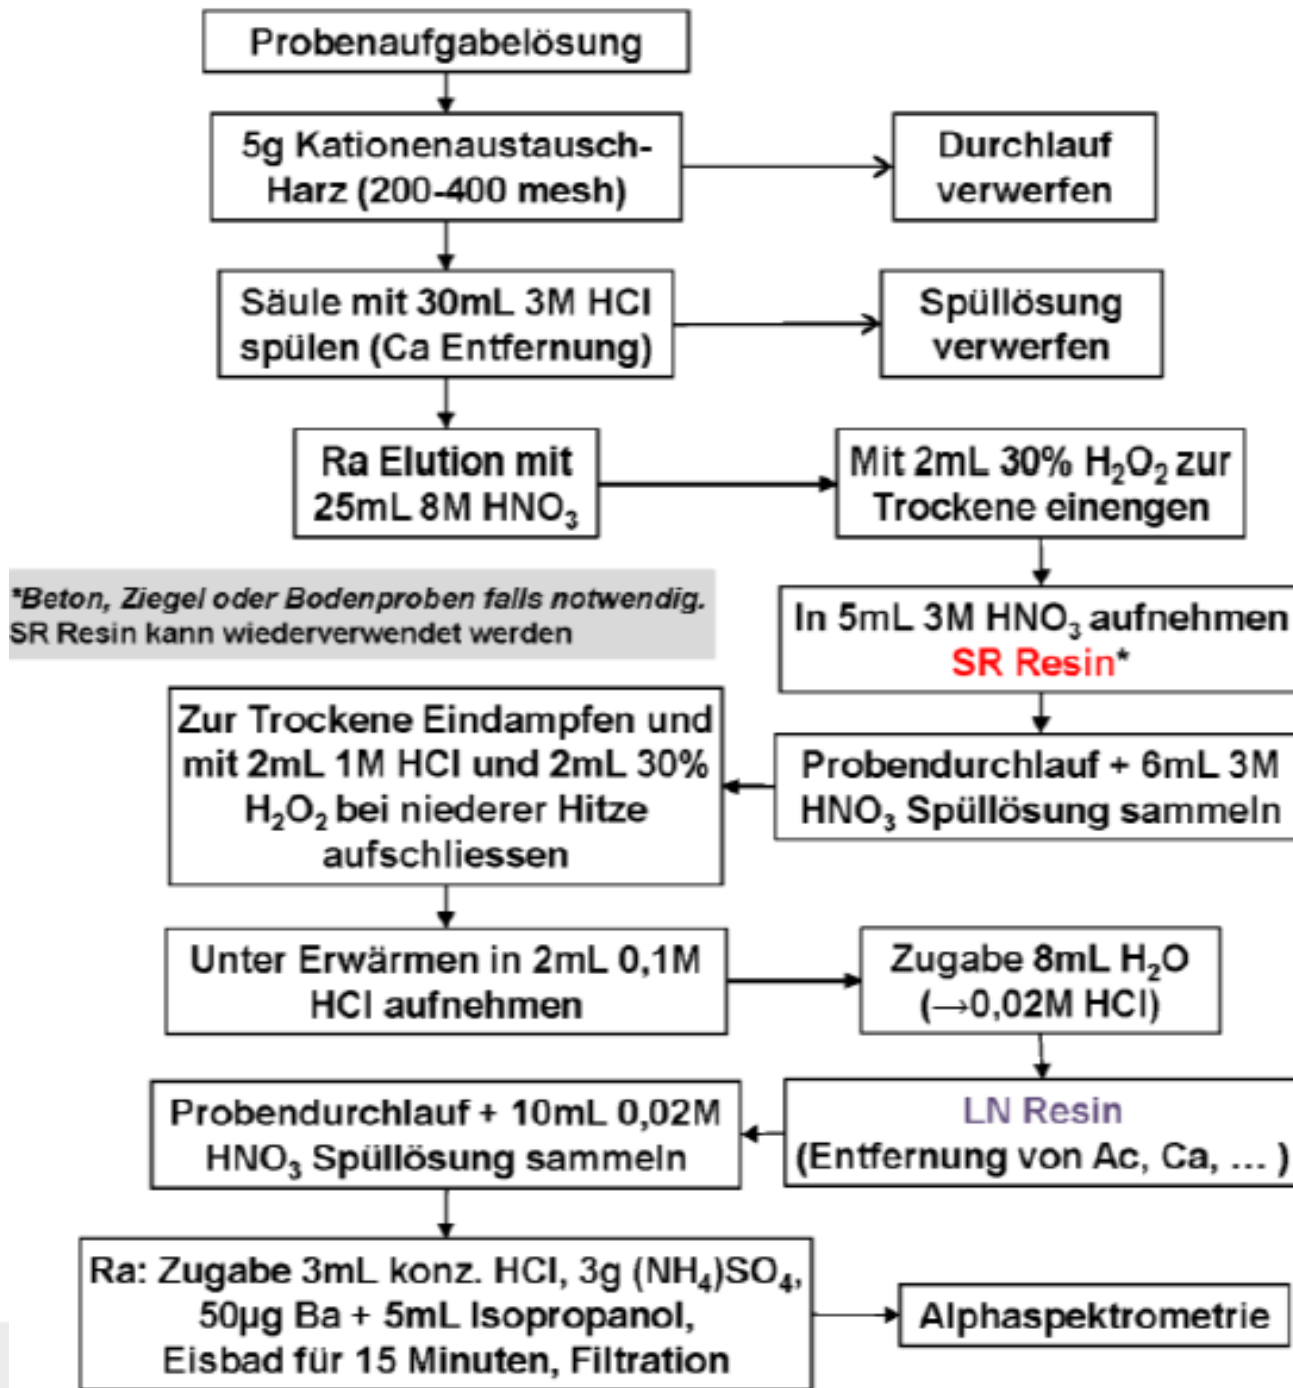 Probenaufgabelösung
5g Kationenaustausch-
Harz (200-400 mesh)
Durchlauf
verwerfen
Säule mit 30mL 3M HCl
spülen (Ca Entfernung)
Spüllösung
verwerfen
Ra Elution mit
25mL 8M HNO₃
Mit 2mL 30% H₂O₂ zur
Trockene einengen
*Beton, Ziegel oder Bodenproben falls notwendig.
SR Resin kann wiederverwendet werden
In 5mL 3M HNO₃ aufnehmen
SR Resin*
Probendurchlauf + 6mL 3M
HNO₃ Spüllösung sammeln
Zur Trockene Eindampfen und
mit 2mL 1M HCl und 2mL 30%
H₂O₂ bei niederer Hitze
aufschliessen
Unter Erwärmen in 2mL 0,1M
HCl aufnehmen
Zugabe 8mL H₂O
(→0,02M HCl)
LN Resin
(Entfernung von Ac, Ca, ... )
Probendurchlauf + 10mL 0,02M
HNO₃ Spüllösung sammeln
Ra: Zugabe 3mL konz. HCl, 3g (NH₄)SO₄,
50µg Ba + 5mL Isopropanol,
Eisbad für 15 Minuten, Filtration
Alphaspektrometrie